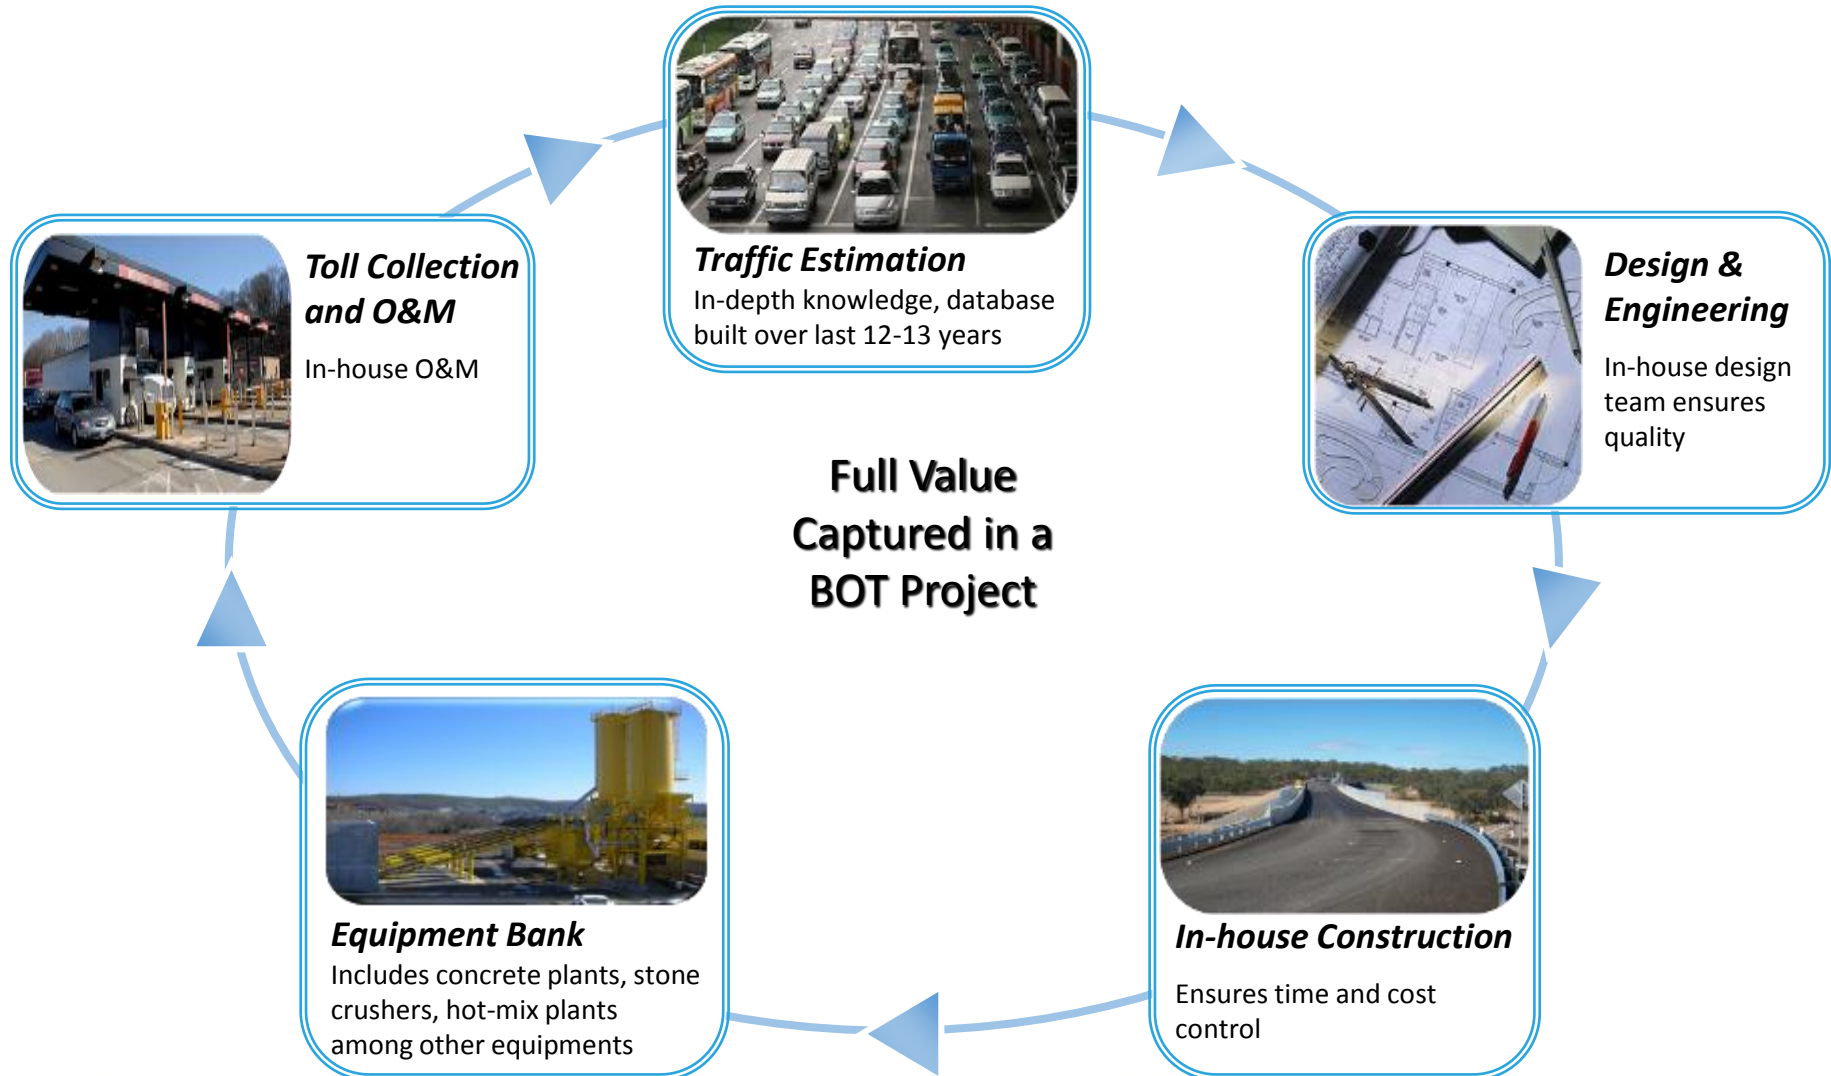 Traffic Estimation
In-depth knowledge, database
built over last 12-13 years
Design &
Engineering
In-house design
team ensures
quality
In-house Construction
Ensures time and cost
control
Equipment Bank
Includes concrete plants, stone
crushers, hot-mix plants
among other equipments
Toll Collection
and O&M
In-house O&M
Full Value
Captured in a
BOT Project